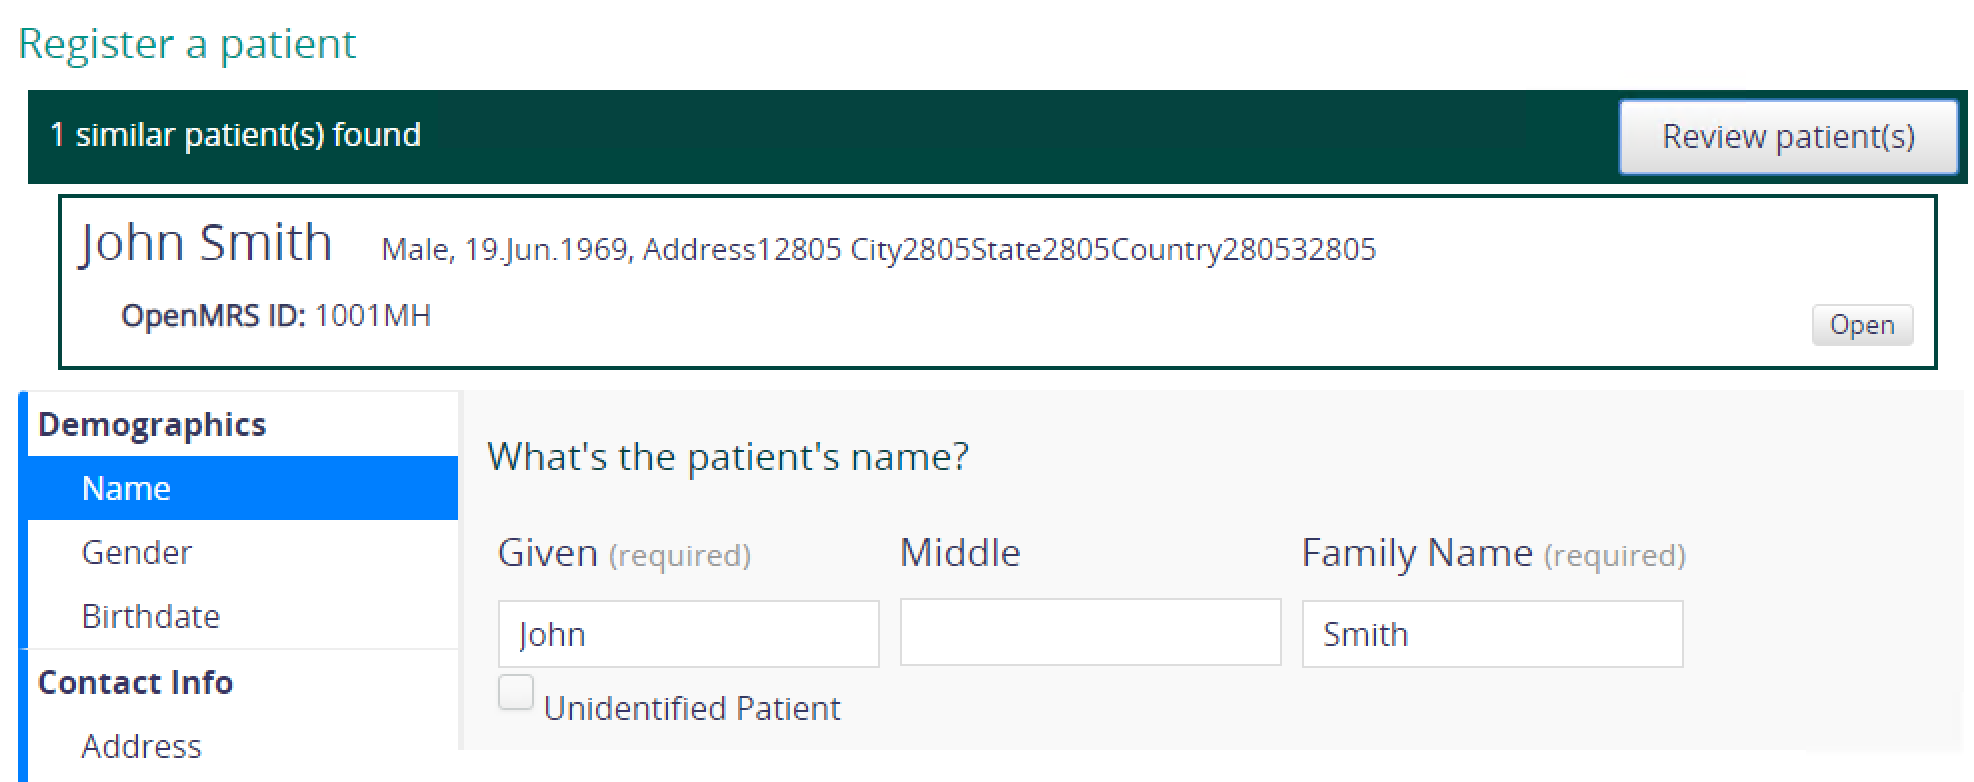 Register a patient
1 similar patient(s) found Review patient(s)
John Smith Male, 19.Jun.1969, Address12805 City2805State2805Country280532805
OpenMRS ID: 1001MH
Open
Demographics
Name
Gender
Birthdate
Contact Info
Address
What's the patient's name?
Given (required) Middle Family Name (required)
John Smith
Unidentified Patient